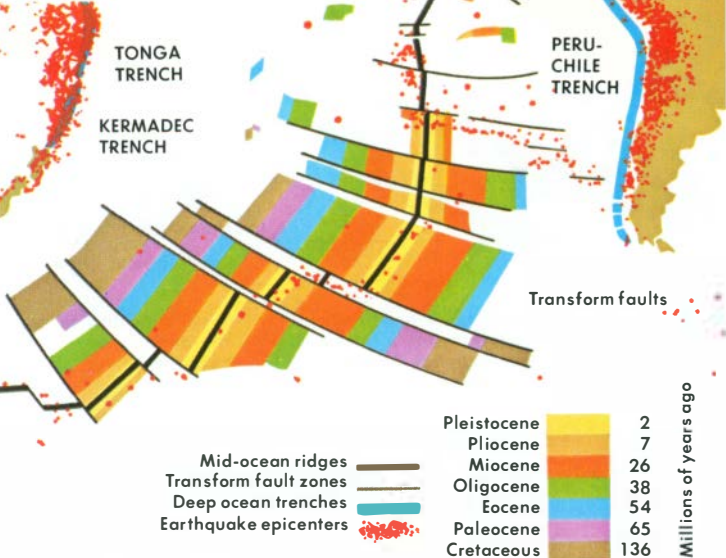 TONGA
TRENCH
KERMADEC
TRENCH
PERU-
CHILE
TRENCH
Transform faults
Mid-ocean ridges
Transform fault zones
Deep ocean trenches
Earthquake epicenters
Pleistocene 2
Pliocene 7
Miocene 26
Oligocene 38
Eocene 54
Paleocene 65
Cretaceous 136
Millions of years ago